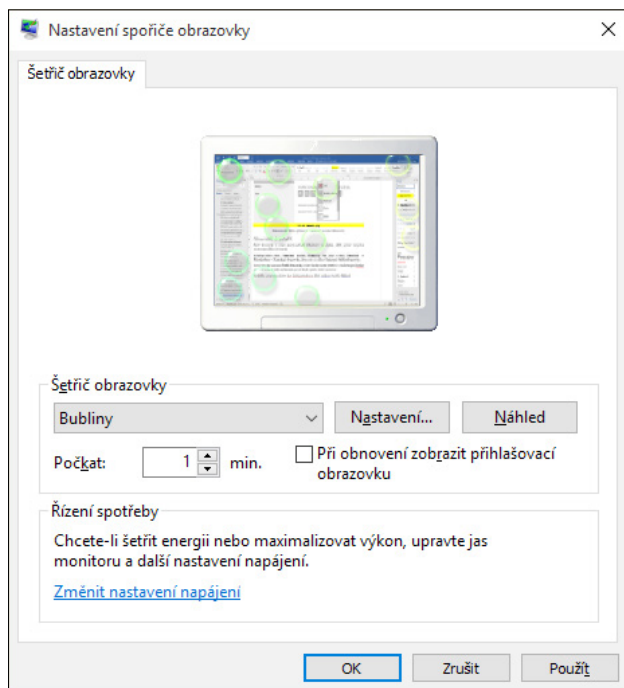 Nastavení spořiče obrazovky
Šetřič obrazovky
Šetřič obrazovky
Bubliny
Nastavení...
Náhled
Počkat:
1
min.
Při obnovení zobrazit přihlašovací
obrazovku
Řízení spotřeby
Chcete-li šetřit energii nebo maximalizovat výkon, upravte jas
monitoru a další nastavení napájení.
Změnit nastavení napájení
OK
Zrušit
Použít